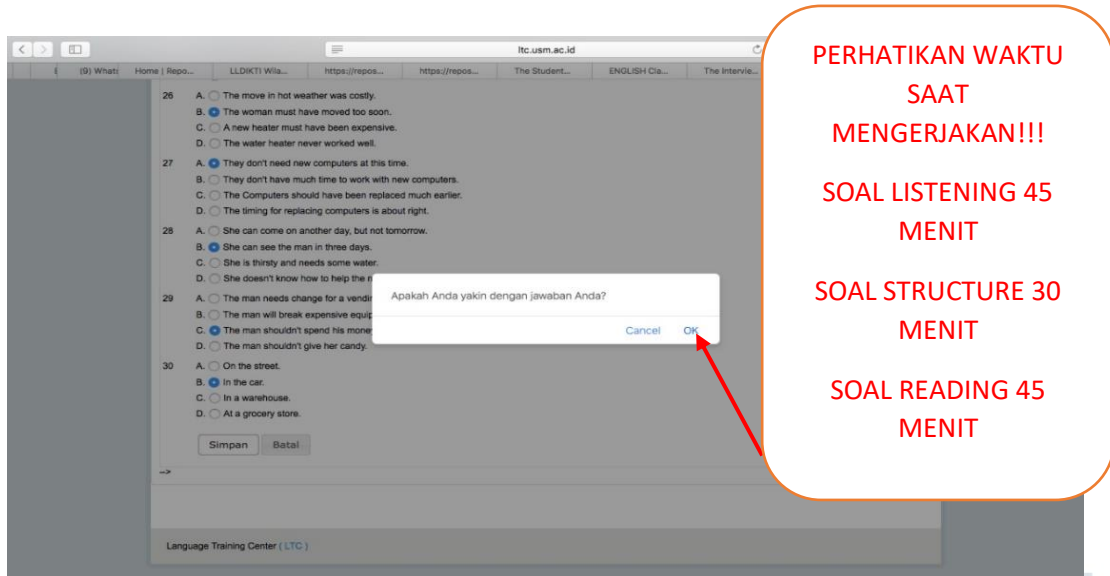 ltc.usm.ac.id
(9) What
Home | Repo...
LLDIKTI Wila...
https://repos...
https://repos...
The Student...
ENGLISH Cla...
The Intervie...
26 A. The move in hot weather was costly.
B. The woman must have moved too soon.
C. A new heater must have been expensive.
D. The water heater never worked well.
27 A. They don't need new computers at this time.
B. They don't have much time to work with new computers.
C. The Computers should have been replaced much earlier.
D. The timing for replacing computers is about right.
28 A. She can come on another day, but not tomorrow.
B. She can see the man in three days.
C. She is thirsty and needs some water.
D. She doesn't know how to help the
29 A. The man needs change for a
B. The man will break expensive
C. The man shouldn't spend his
D. The man shouldn't give her candy.
30 A. On the street.
B. In the car.
C. In a warehouse.
D. At a grocery store.
Simpan Batal
-->
Language Training Center ( LTC )
Apakah Anda yakin dengan jawaban Anda?
Cancel OK
PERHATIKAN WAKTU
SAAT
MENGERJAKAN!!!
SOAL LISTENING 45
MENIT
SOAL STRUCTURE 30
MENIT
SOAL READING 45
MENIT